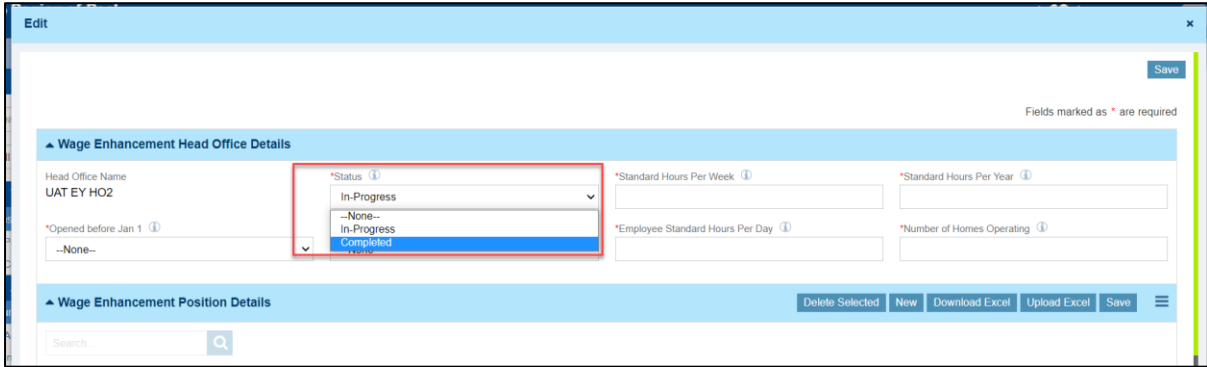 Edit
×
Save
Fields marked as * are required
Wage Enhancement Head Office Details
Head Office Name
UAT EY HO2
*Status
In-Progress
--None--
In-Progress
Completed
*Standard Hours Per Week
*Standard Hours Per Year
*Opened before Jan 1
--None--
*Employee Standard Hours Per Day
*Number of Homes Operating
Wage Enhancement Position Details
Delete Selected New Download Excel Upload Excel Save
Search...